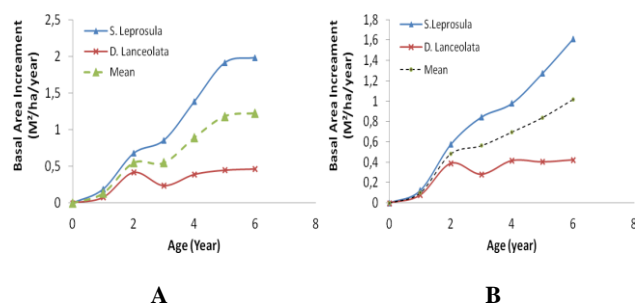 Basal Area Increament
(M²/ha/year)
2,5
2
1,5
1
0,5
0
S.Leprosula
D. Lanceolata
Mean
0 2 4 6 8
Age (Year)
A
Basal Area Increament
(M²/ha/year)
1,8
1,6
1,4
1,2
1
0,8
0,6
0,4
0,2
0
S.Leprosula
D. Lanceolata
Mean
0 2 4 6 8
Age (year)
B